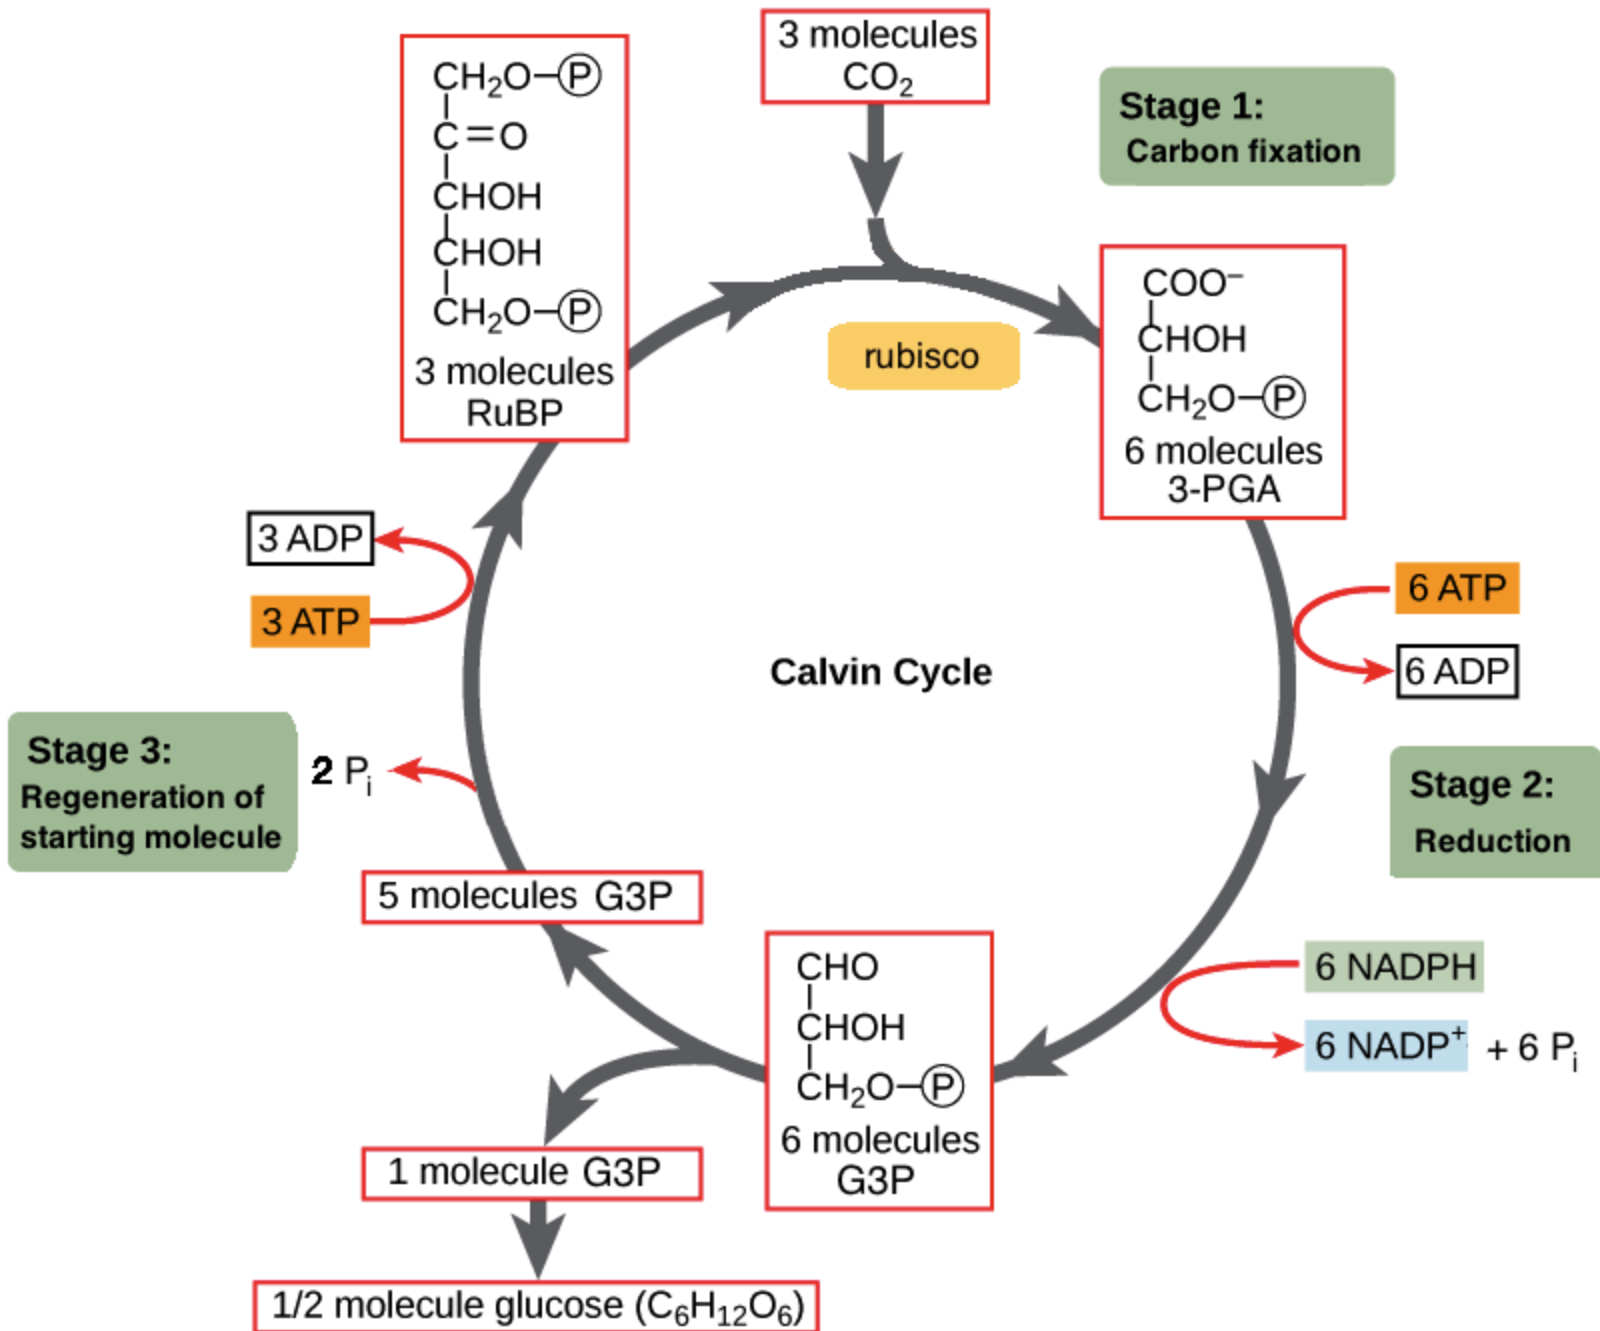 3 molecules
CO₂
Stage 1:
Carbon fixation
CH₂O–Ⓟ
C=O
CHOH
CHOH
CH₂O–Ⓟ
3 molecules
RuBP
rubisco
COO⁻
CHOH
CH₂O–Ⓟ
6 molecules
3-PGA
3 ADP
3 ATP
6 ATP
6 ADP
Calvin Cycle
Stage 3:
Regeneration of
starting molecule
2 Pᵢ
Stage 2:
Reduction
5 molecules G3P
6 NADPH
6 NADP⁺ + 6 Pᵢ
CHO
CHOH
CH₂O–Ⓟ
6 molecules
G3P
1 molecule G3P
1/2 molecule glucose (C₆H₁₂O₆)